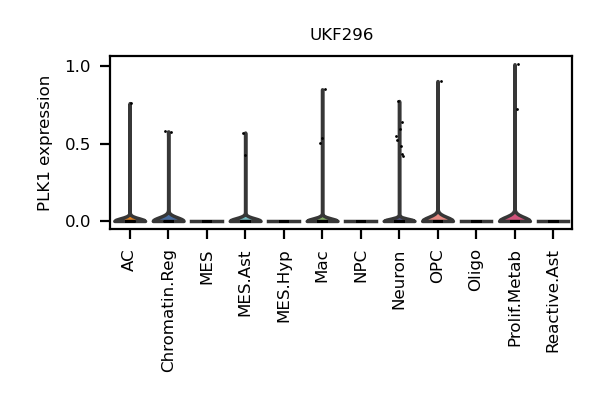 UKF296
PLK1 expression
1.0
0.5
0.0
AC
Chromatin.Reg
MES
MES.Ast
MES.Hyp
Mac
NPC
Neuron
OPC
Oligo
Prolif.Metab
Reactive.Ast